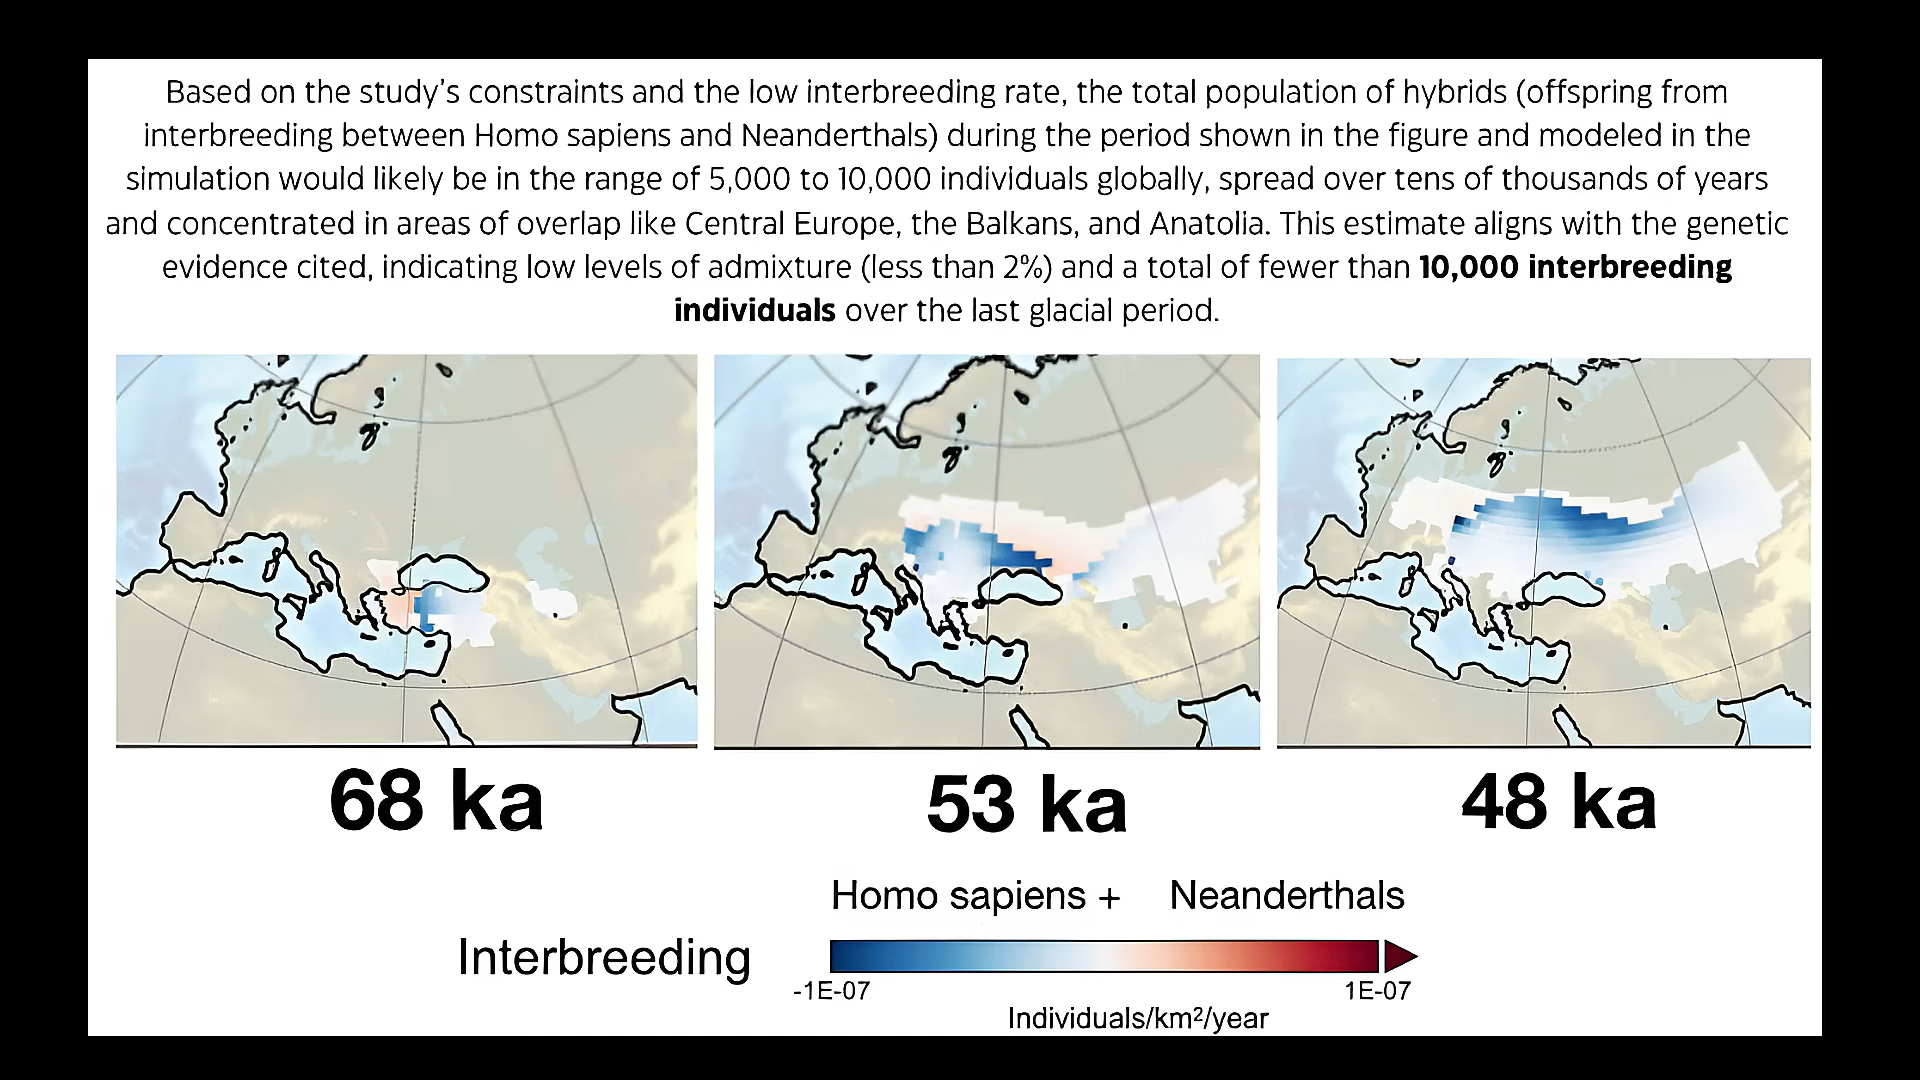 Based on the study's constraints and the low interbreeding rate, the total population of hybrids (offspring from
interbreeding between Homo sapiens and Neanderthals) during the period shown in the figure and modeled in the
simulation would likely be in the range of 5,000 to 10,000 individuals globally, spread over tens of thousands of years
and concentrated in areas of overlap like Central Europe, the Balkans, and Anatolia. This estimate aligns with the genetic
evidence cited, indicating low levels of admixture (less than 2%) and a total of fewer than 10,000 interbreeding
individuals over the last glacial period.
68 ka
53 ka
48 ka
Homo sapiens + Neanderthals
Interbreeding
-1E-07
1E-07
Individuals/km²/year